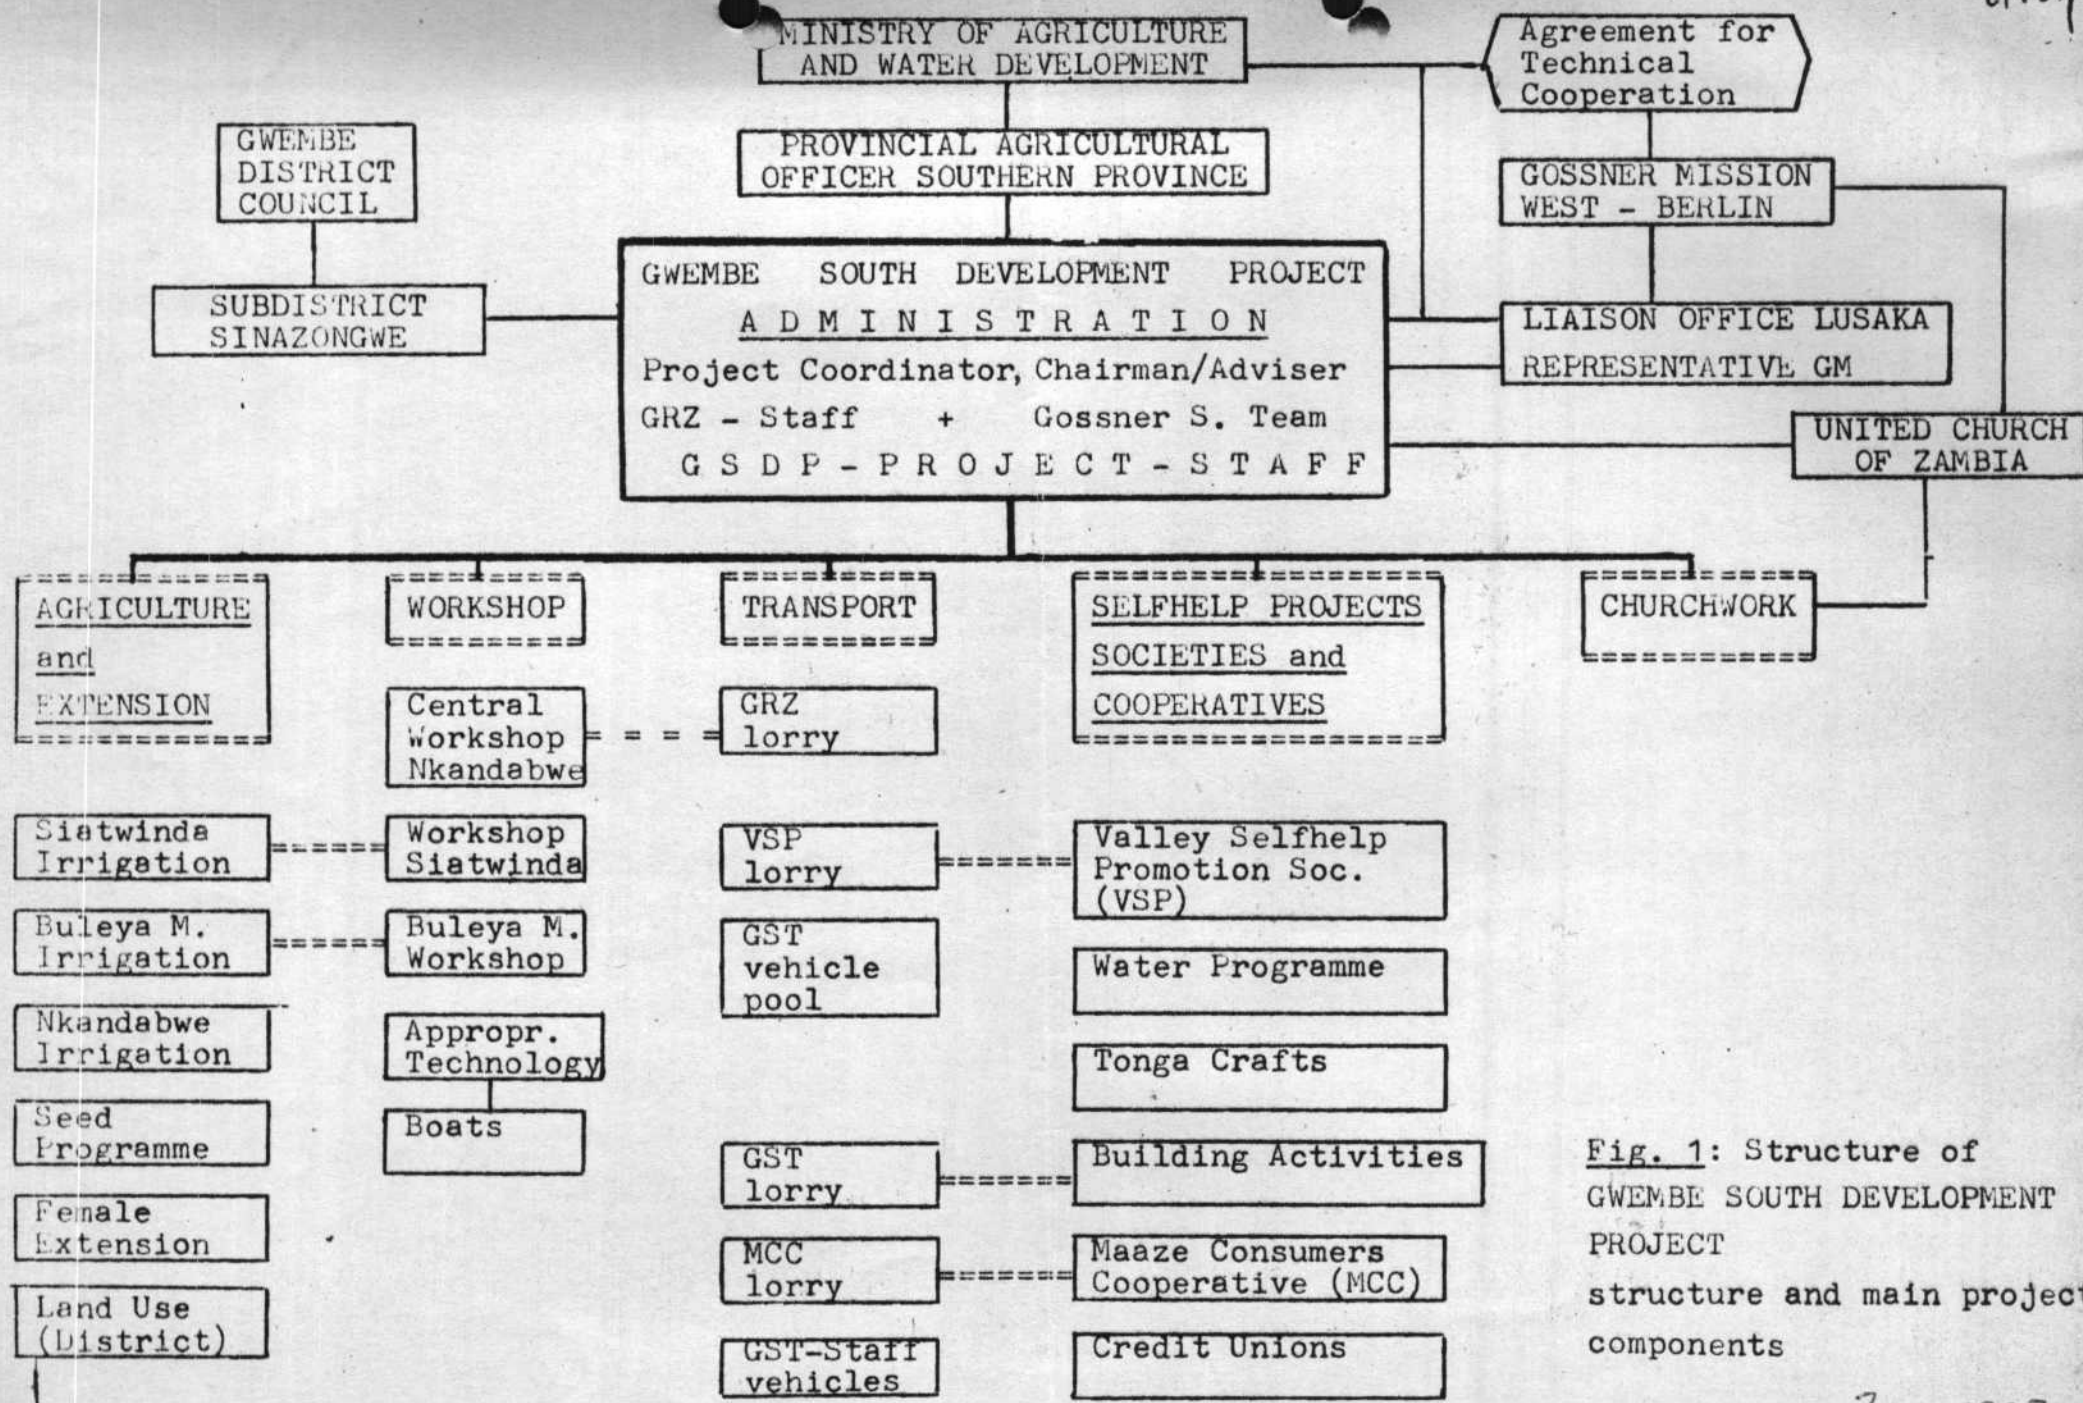 MINISTRY OF AGRICULTURE
AND WATER DEVELOPMENT
Agreement for
Technical
Cooperation
GWEMBE
DISTRICT
COUNCIL
PROVINCIAL AGRICULTURAL
OFFICER SOUTHERN PROVINCE
GOSSNER MISSION
WEST - BERLIN
SUBDISTRICT
SINAZONGWE
GWEMBE SOUTH DEVELOPMENT PROJECT
ADMINISTRATION
Project Coordinator, Chairman/Adviser
GRZ - Staff + Gossner S. Team
GSDP-PROJECT-STAFF
LIAISON OFFICE LUSAKA
REPRESENTATIVE GM
UNITED CHURCH
OF ZAMBIA
AGRICULTURE
and
EXTENSION
Siatwinda
Irrigation
Buleya M.
Irrigation
Nkandabwe
Irrigation
Seed
Programme
Female
Extension
Land Use
(District)
WORKSHOP
Central
Workshop
Nkandabwe
Workshop
Siatwinda
Buleya M.
Workshop
Appropr.
Technology
Boats
TRANSPORT
GRZ
lorry
VSP
lorry
GST
vehicle
pool
GST
lorry
MCC
lorry
GST-Staff
vehicles
SELFHELP PROJECTS
SOCIETIES and
COOPERATIVES
Valley Selfhelp
Promotion Soc.
(VSP)
Water Programme
Tonga Crafts
Building Activities
Maaze Consumers
Cooperative (MCC)
Credit Unions
CHURCHWORK
Fig. 1: Structure of
GWEMBE SOUTH DEVELOPMENT
PROJECT
structure and main project
components